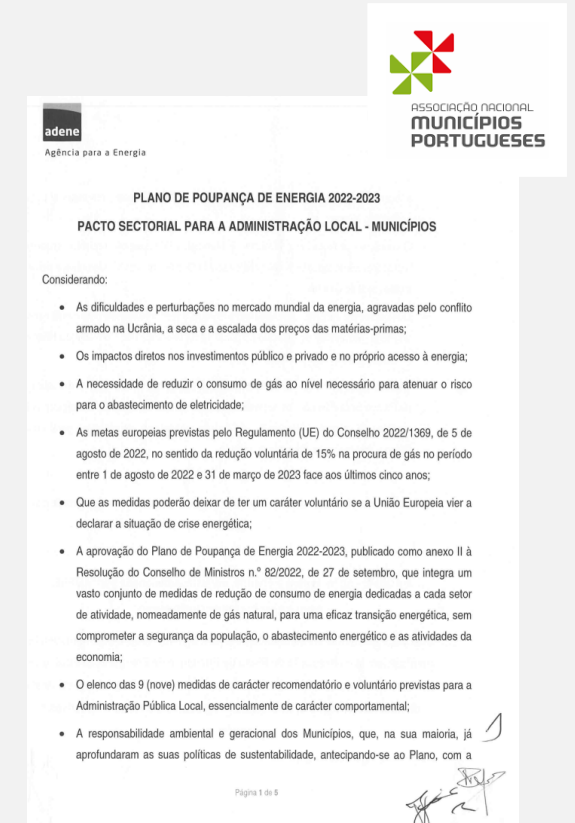 ASSOCIAÇÃO NACIONAL
MUNICÍPIOS
PORTUGUESES
adene
Agência para a Energia
PLANO DE POUPANÇA DE ENERGIA 2022-2023
PACTO SECTORIAL PARA A ADMINISTRAÇÃO LOCAL - MUNICÍPIOS
Considerando:
• As dificuldades e perturbações no mercado mundial da energia, agravadas pelo conflito
armado na Ucrânia, a seca e a escalada dos preços das matérias-primas;
• Os impactos diretos nos investimentos público e privado e no próprio acesso à energia;
• A necessidade de reduzir o consumo de gás ao nível necessário para atenuar o risco
para o abastecimento de eletricidade;
• As metas europeias previstas pelo Regulamento (UE) do Conselho 2022/1369, de 5 de
agosto de 2022, no sentido da redução voluntária de 15% na procura de gás no período
entre 1 de agosto de 2022 e 31 de março de 2023 face aos últimos cinco anos;
• Que as medidas poderão deixar de ter um caráter voluntário se a União Europeia vier a
declarar a situação de crise energética;
• A aprovação do Plano de Poupança de Energia 2022-2023, publicado como anexo II à
Resolução do Conselho de Ministros n.º 82/2022, de 27 de setembro, que integra um
vasto conjunto de medidas de redução de consumo de energia dedicadas a cada setor
de atividade, nomeadamente de gás natural, para uma eficaz transição energética, sem
comprometer a segurança da população, o abastecimento energético e as atividades da
economia;
• O elenco das 9 (nove) medidas de carácter recomendatório e voluntário previstas para a
Administração Pública Local, essencialmente de carácter comportamental;
• A responsabilidade ambiental e geracional dos Municípios, que, na sua maioria, já
aprofundaram as suas políticas de sustentabilidade, antecipando-se ao Plano, com a
Página 1 de 5